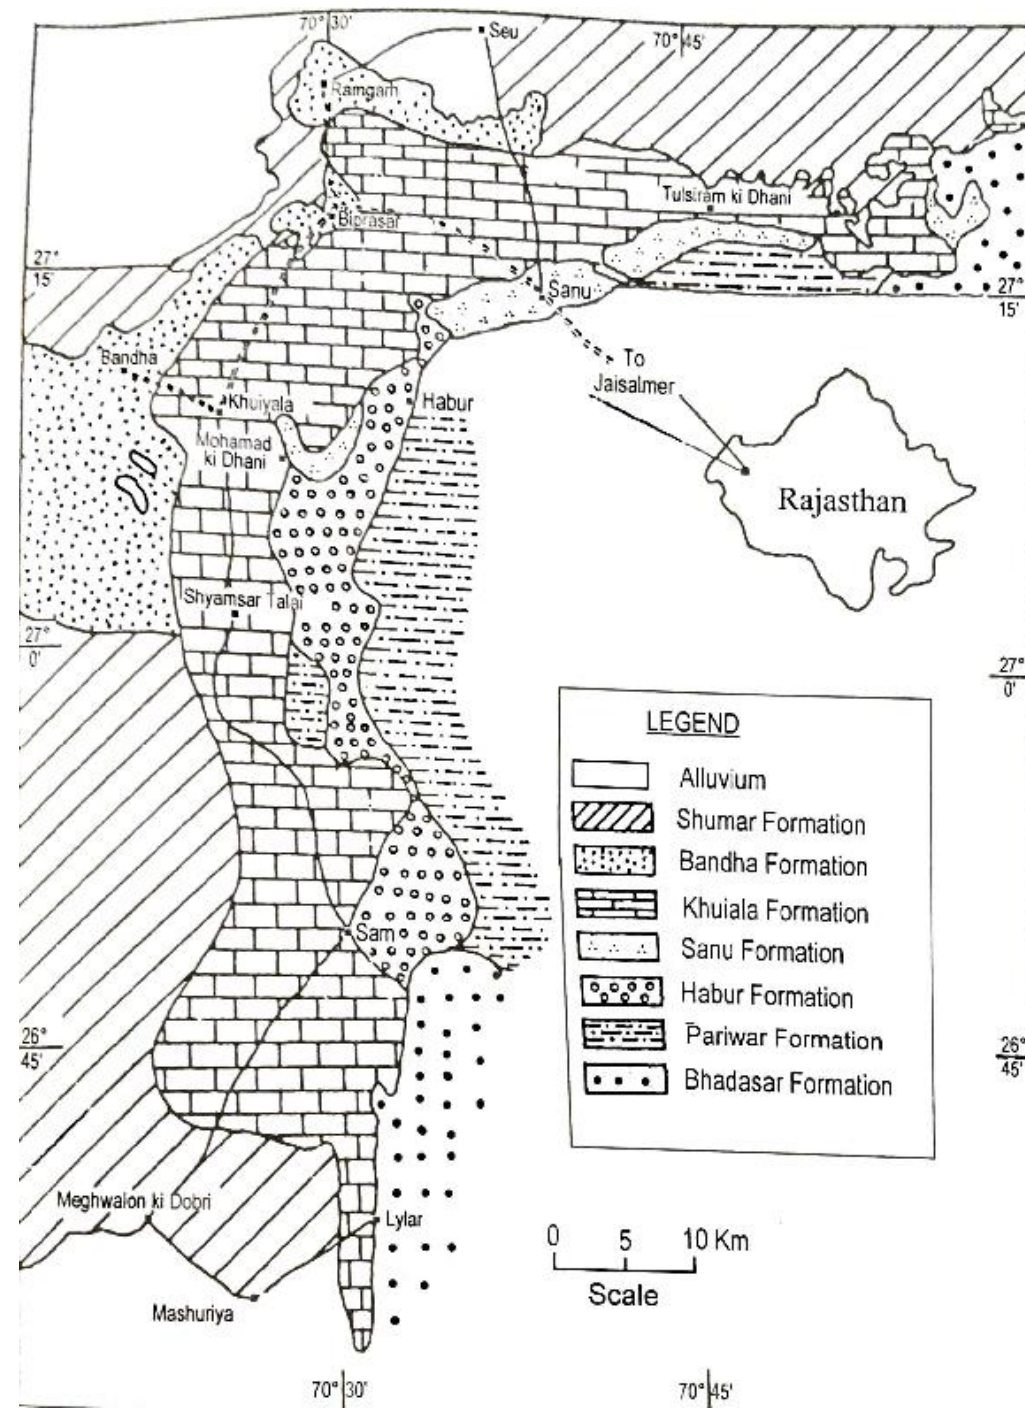 70° 30'
Seu
70° 45'
Ramgarh
Tulsiram ki Dhani
Biprasar
27°
15'
Sanu
27°
15'
Bandha
To
Jaisalmer
Khuiyala
Habur
Mohamad
ki Dhani
Rajasthan
Shyamsar Talai
27°
0'
27°
0'
LEGEND
Alluvium
Shumar Formation
Bandha Formation
Khuiala Formation
Sanu Formation
Habur Formation
Pariwar Formation
Bhadasar Formation
Sam
26°
45'
26°
45'
Meghwalon ki Dobri
Lylar
Mashuriya
0 5 10 Km
Scale
70° 30'
70° 45'